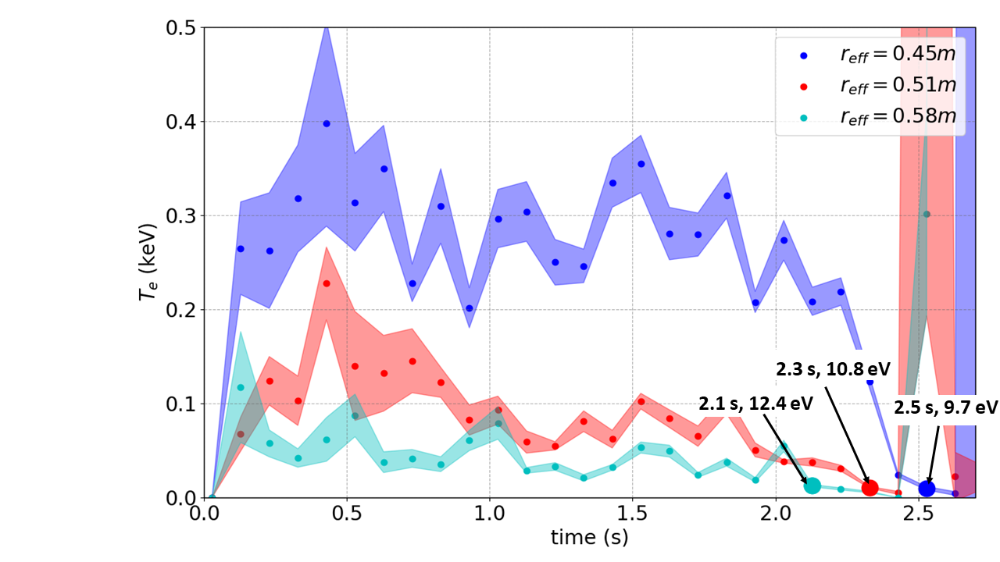 0.5
0.4
0.3
0.2
0.1
0.0
T_e (keV)
r_eff = 0.45m
r_eff = 0.51m
r_eff = 0.58m
2.3 s, 10.8 eV
2.1 s, 12.4 eV
2.5 s, 9.7 eV
0.0 0.5 1.0 1.5 2.0 2.5
time (s)